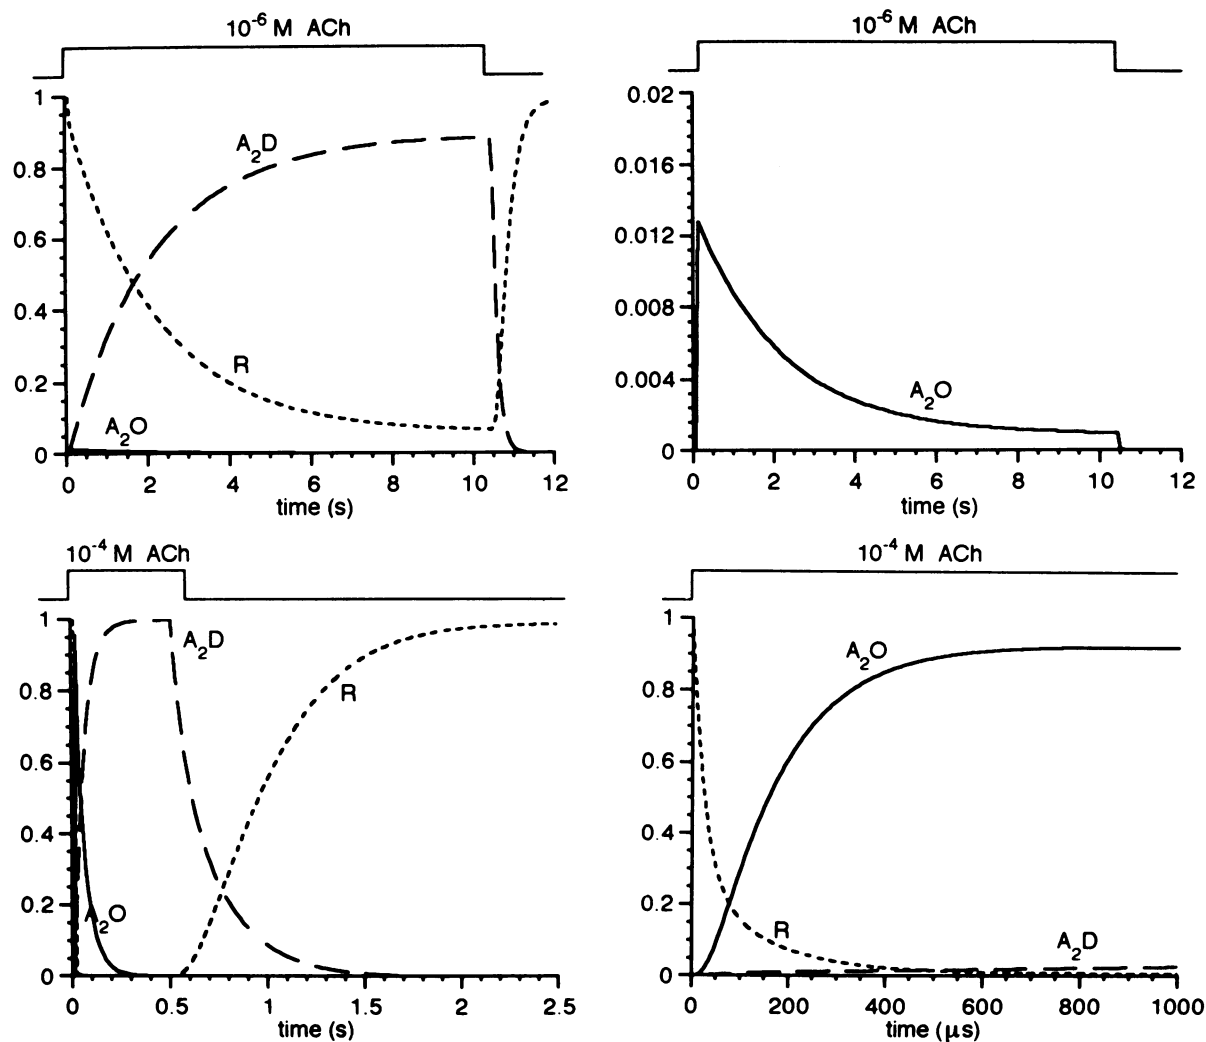 10⁻⁶ M ACh
1
0.8
0.6
0.4
0.2
0
A₂D
R
A₂O
0 2 4 6 8 10 12
time (s)
10⁻⁶ M ACh
0.02
0.016
0.012
0.008
0.004
0
A₂O
0 2 4 6 8 10 12
time (s)
10⁻⁴ M ACh
1
0.8
0.6
0.4
0.2
0
A₂D
R
A₂O
0 0.5 1 1.5 2 2.5
time (s)
10⁻⁴ M ACh
1
0.8
0.6
0.4
0.2
0
A₂O
R
A₂D
0 200 400 600 800 1000
time (μs)